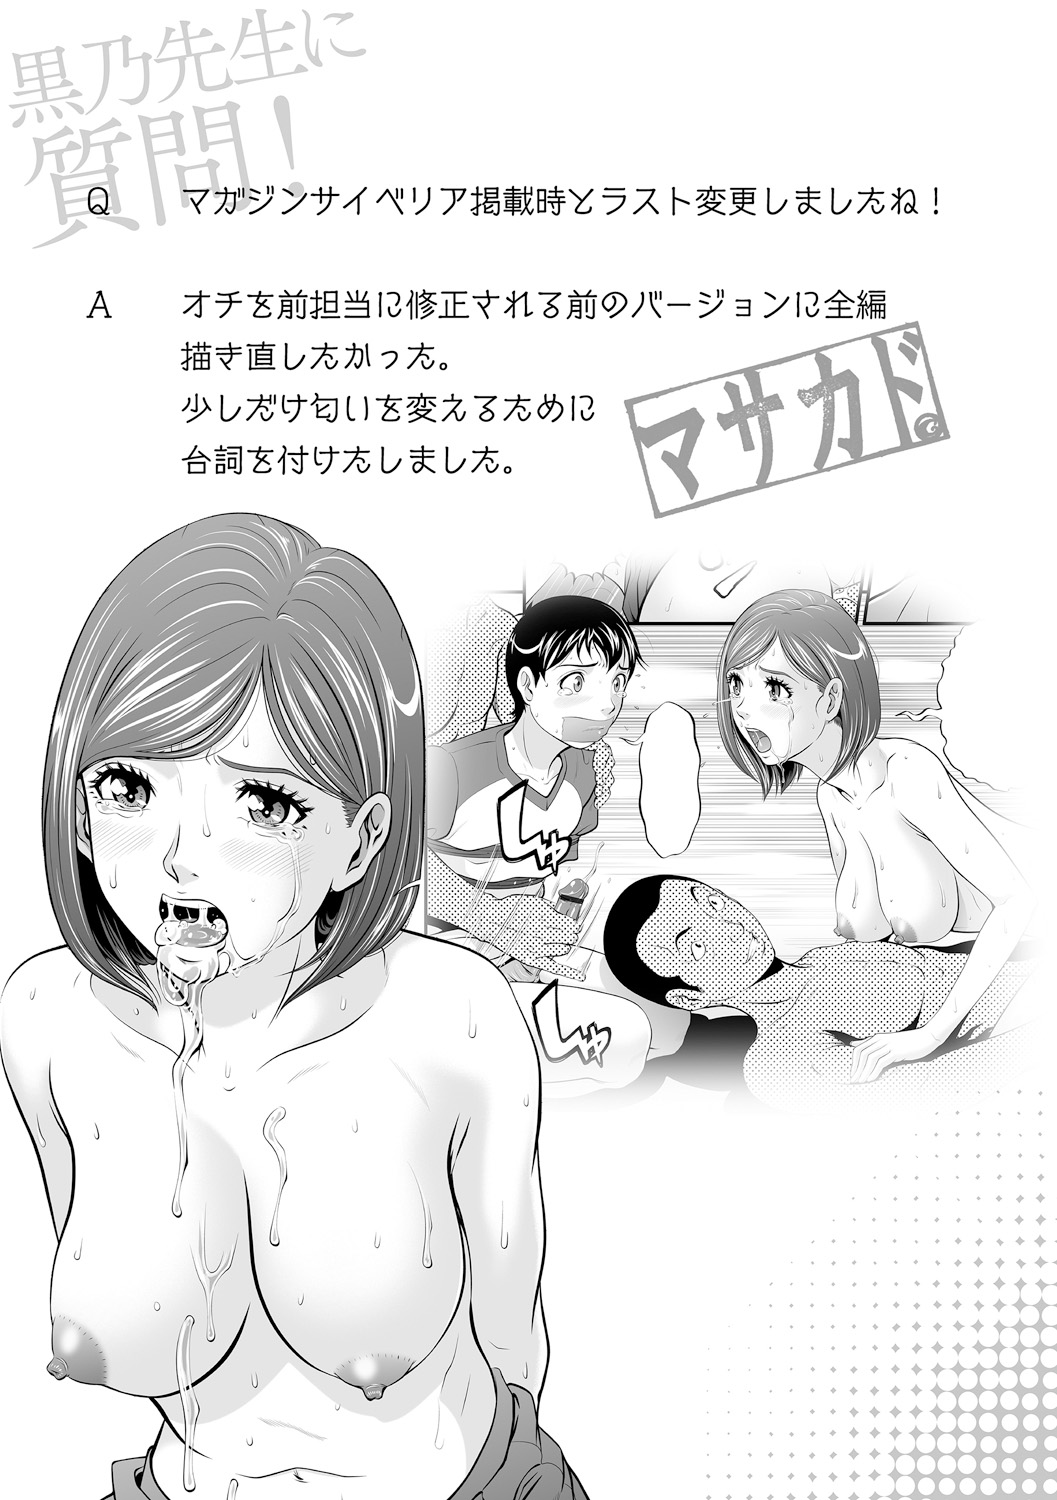 黒乃先生に
質問！
Q マガジンサイベリア掲載時とラスト変更しましたね！
A オチを前担当に修正される前のバージョンに全編
描き直したかった。
少しだけ匂いを変えるために
台詞を付けたしました。
マサカド。
しゅ
しゅ